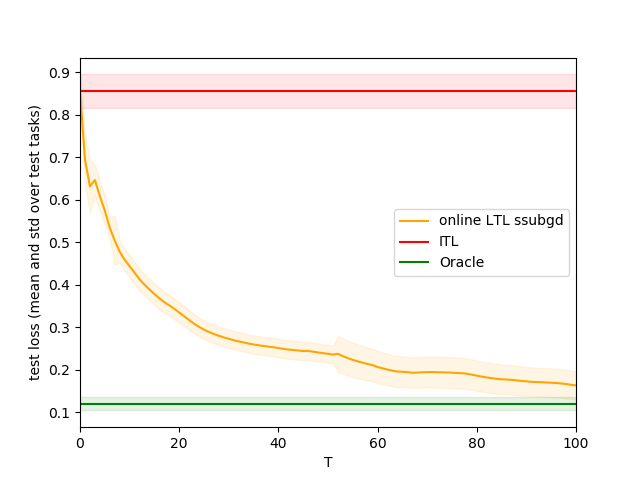 0.9
0.8
0.7
0.6
0.5
0.4
0.3
0.2
0.1
test loss (mean and std over test tasks)
online LTL ssubgd
ITL
Oracle
0 20 40 60 80 100
T